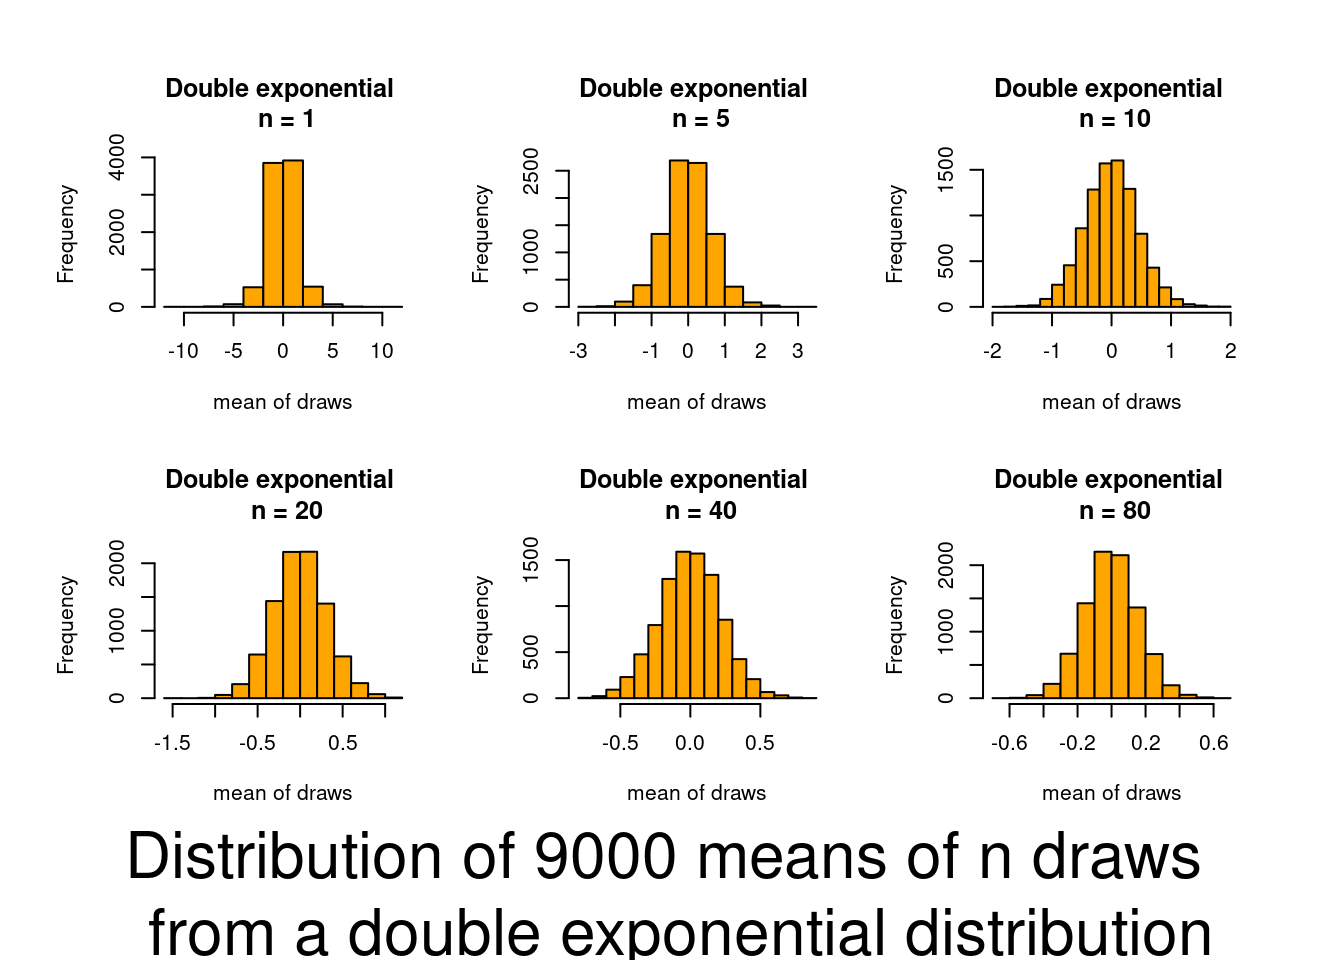 Double exponential
n = 1
Frequency
4000
2000
0
-10 -5 0 5 10
mean of draws
Double exponential
n = 5
Frequency
2500
1000
0
-3 -1 0 1 2 3
mean of draws
Double exponential
n = 10
Frequency
1500
500
0
-2 -1 0 1 2
mean of draws
Double exponential
n = 20
Frequency
2000
1000
0
-1.5 -0.5 0.5
mean of draws
Double exponential
n = 40
Frequency
1500
500
0
-0.5 0.0 0.5
mean of draws
Double exponential
n = 80
Frequency
2000
1000
0
-0.6 -0.2 0.2 0.6
mean of draws
Distribution of 9000 means of n draws
from a double exponential distribution